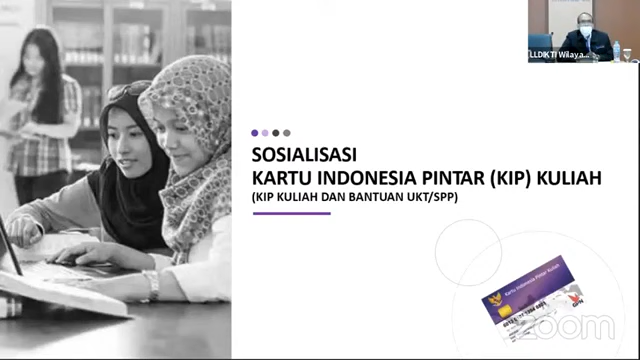 LLDIKTI Wilaya...
SOSIALISASI
KARTU INDONESIA PINTAR (KIP) KULIAH
(KIP KULIAH DAN BANTUAN UKT/SPP)
Kartu Indonesia Pintar Kuliah
GPN
zoom